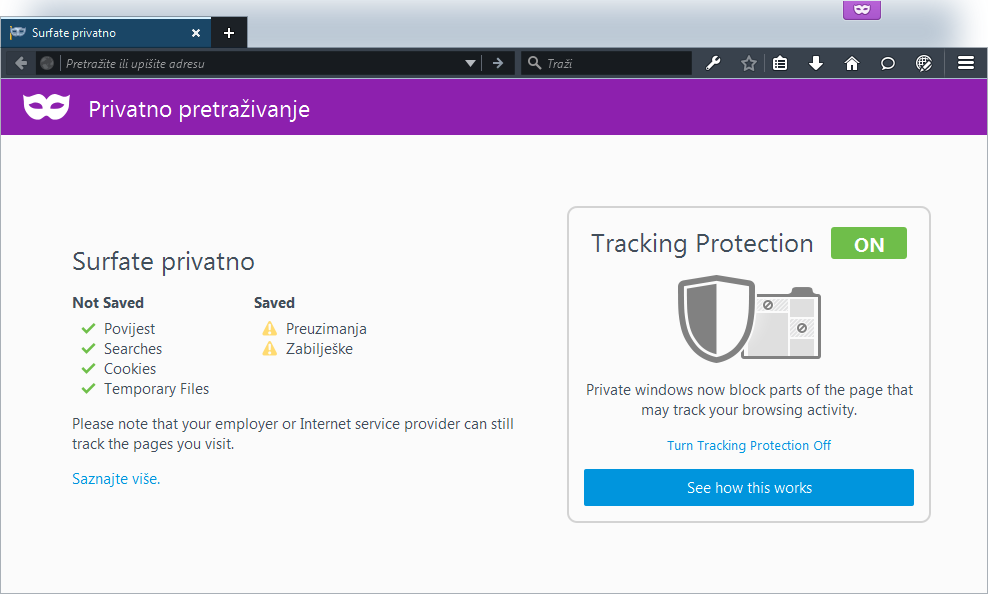 Surfate privatno
Pretražite ili upišite adresu
Traži
Privatno pretraživanje
Surfate privatno
Not Saved
Povijest
Searches
Cookies
Temporary Files
Saved
Preuzimanja
Zabilješke
Please note that your employer or Internet service provider can still
track the pages you visit.
Saznajte više.
Tracking Protection
ON
Private windows now block parts of the page that
may track your browsing activity.
Turn Tracking Protection Off
See how this works